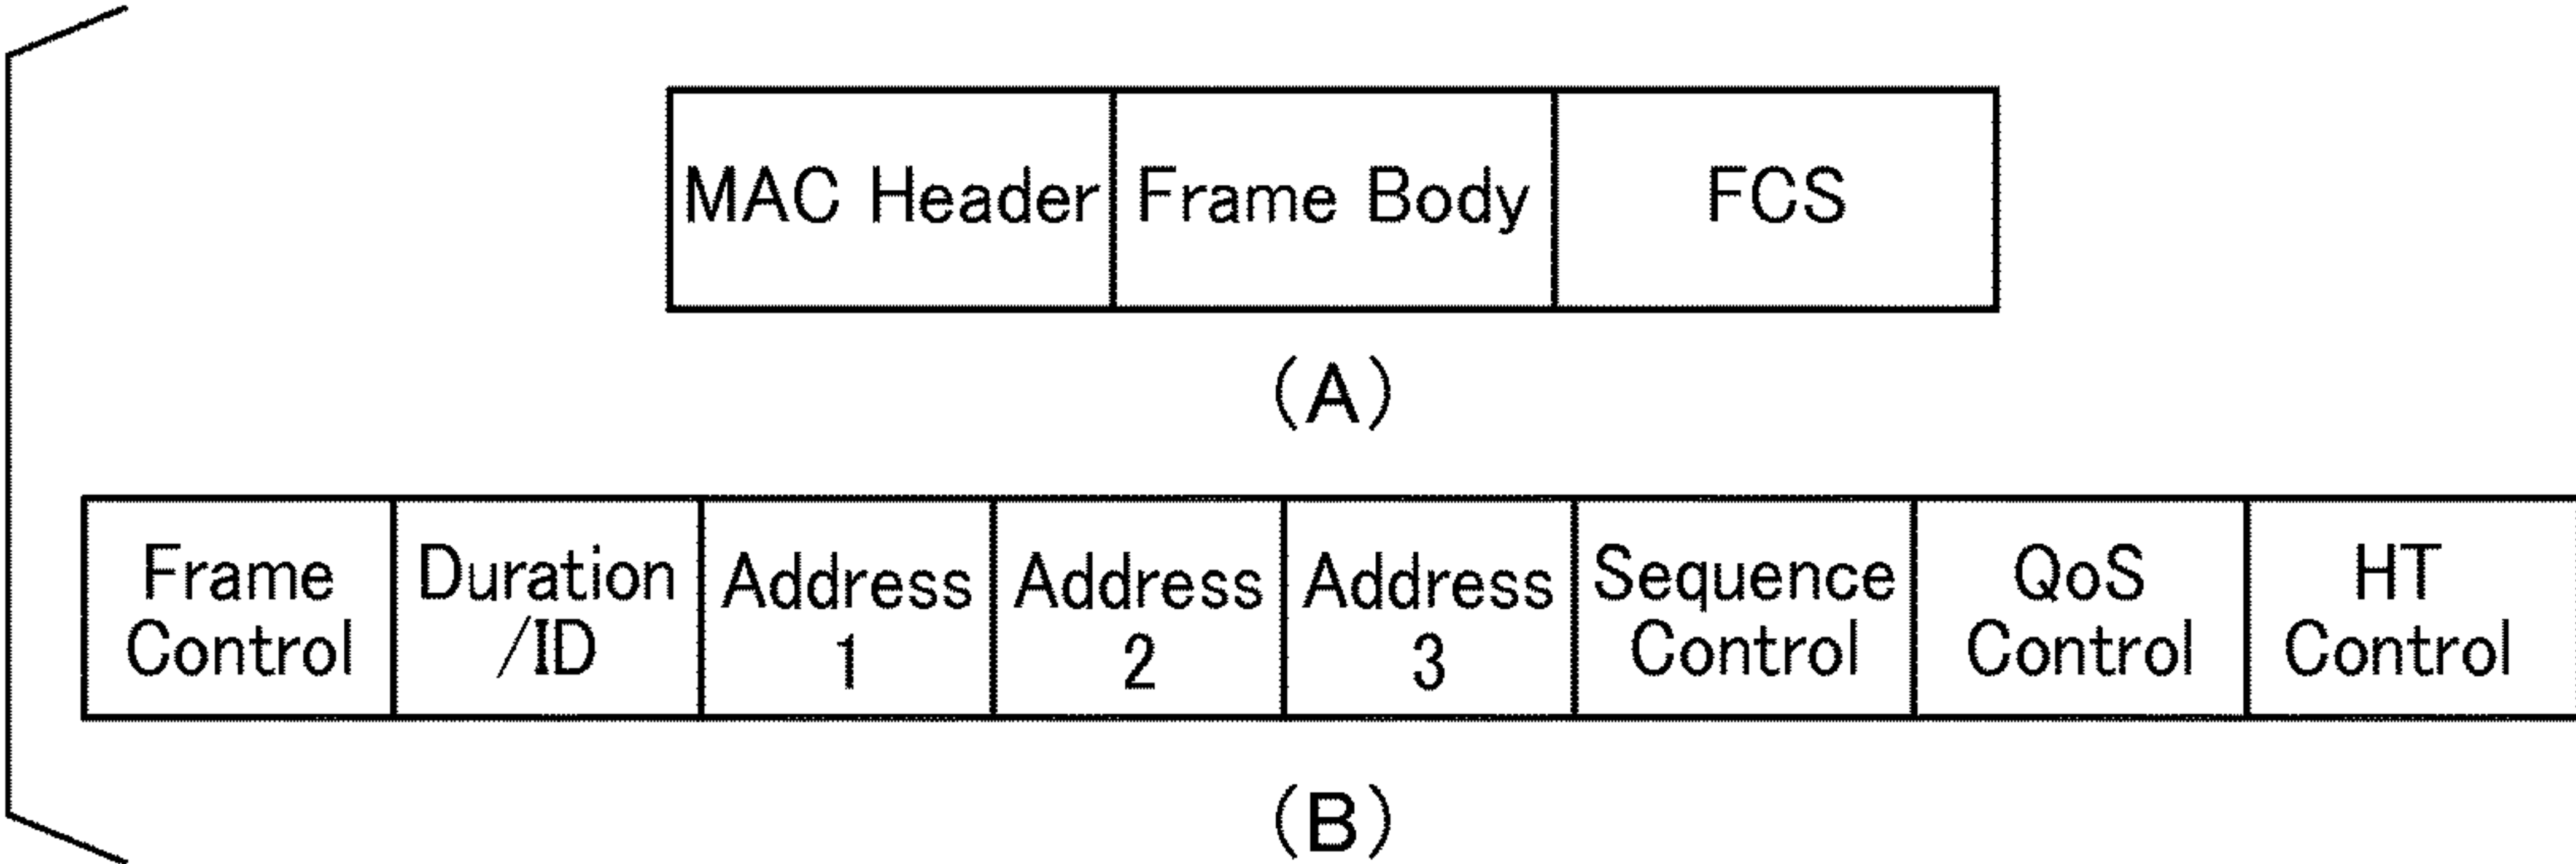 MAC Header Frame Body FCS
(A)
Frame Control
Duration /ID
Address 1
Address 2
Address 3
Sequence Control
QoS Control
HT Control
(B)